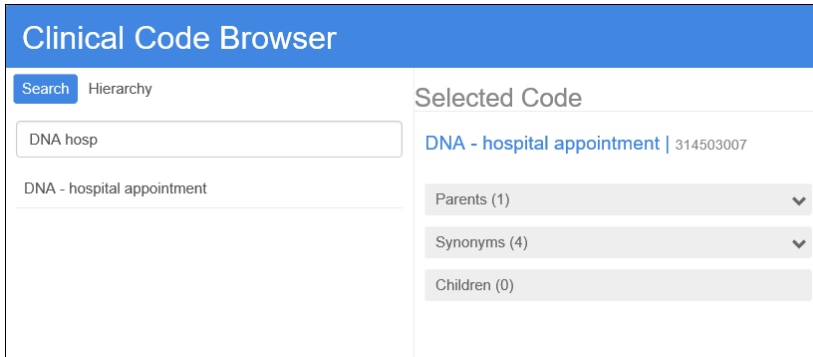 Clinical Code Browser
Search Hierarchy
DNA hosp
DNA - hospital appointment
Selected Code
DNA - hospital appointment | 314503007
Parents (1)
Synonyms (4)
Children (0)